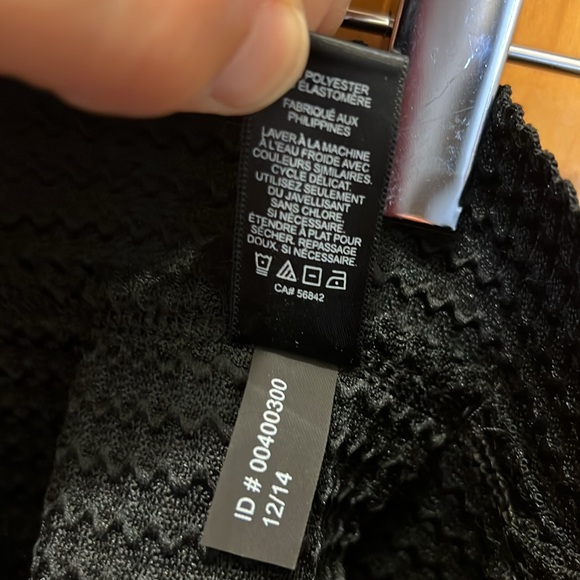 POLYESTER
ÉLASTOMÈRE
FABRIQUÉ AUX
PHILIPPINES
LAVER À LA MACHINE
À L'EAU FROIDE AVEC
COULEURS SIMILAIRES.
CYCLE DÉLICAT.
UTILISEZ SEULEMENT
DU JAVELLISANT
SANS CHLORE,
SI NÉCESSAIRE.
ÉTENDRE À PLAT POUR
SÉCHER. REPASSAGE
DOUX, SI NÉCESSAIRE.
CA# 56842
ID # 00400300
12/14